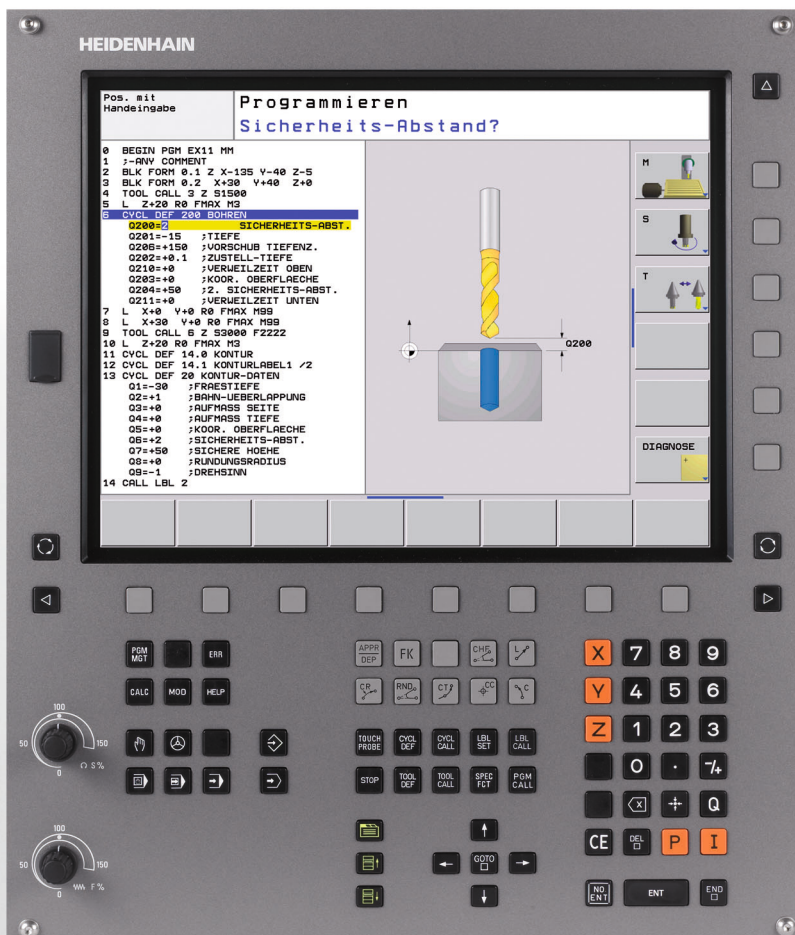 HEIDENHAIN
Pos. mit
Handeingabe
Programmieren
Sicherheits-Abstand?
0 BEGIN PGM EX11 MM
1 ;-ANY COMMENT
2 BLK FORM 0.1 Z X-135 Y-40 Z-5
3 BLK FORM 0.2 X+30 Y+40 Z+0
4 TOOL CALL 3 Z S1500
5 L Z+20 R0 FMAX M3
6 CYCL DEF 200 BOHREN
Q200=2 SICHERHEITS-ABST.
Q201=-15 ;TIEFE
Q206=+150 ;VORSCHUB TIEFENZ.
Q202=+0.1 ;ZUSTELL-TIEFE
Q210=+0 ;VERWEILZEIT OBEN
Q203=+0 ;KOOR. OBERFLAECHE
Q204=+50 ;2. SICHERHEITS-ABST.
Q211=+0 ;VERWEILZEIT UNTEN
7 L X+0 Y+0 R0 FMAX M99
8 L X+30 Y+0 R0 FMAX M99
9 TOOL CALL 6 Z S3000 F2222
10 L Z+20 R0 FMAX M3
11 CYCL DEF 14.0 KONTUR
12 CYCL DEF 14.1 KONTURLABEL1 /2
13 CYCL DEF 20 KONTUR-DATEN
Q1=-30 ;FRAESTIEFE
Q2=+1 ;BAHN-UEBERLAPPUNG
Q3=+0 ;AUFMASS SEITE
Q4=+0 ;AUFMASS TIEFE
Q5=+0 ;KOOR. OBERFLAECHE
Q6=+2 ;SICHERHEITS-ABST.
Q7=+50 ;SICHERE HOEHE
Q8=+0 ;RUNDUNGSRADIUS
Q9=-1 ;DREHSINN
14 CALL LBL 2
Q200
M
S
T
DIAGNOSE
PGM MGT
ERR
APPR DEP
FK
CHF
L
X
7
8
9
CALC
MOD
HELP
CR
RND
CT
CC
C
Y
4
5
6
100
50
150
0
S %
TOUCH PROBE
CYCL DEF
CYCL CALL
LBL SET
LBL CALL
Z
1
2
3
STOP
TOOL DEF
TOOL CALL
SPEC FCT
PGM CALL
0
.
-/+
X
Q
100
50
150
0
F %
GOTO
CE
DEL
P
I
NO ENT
ENT
END